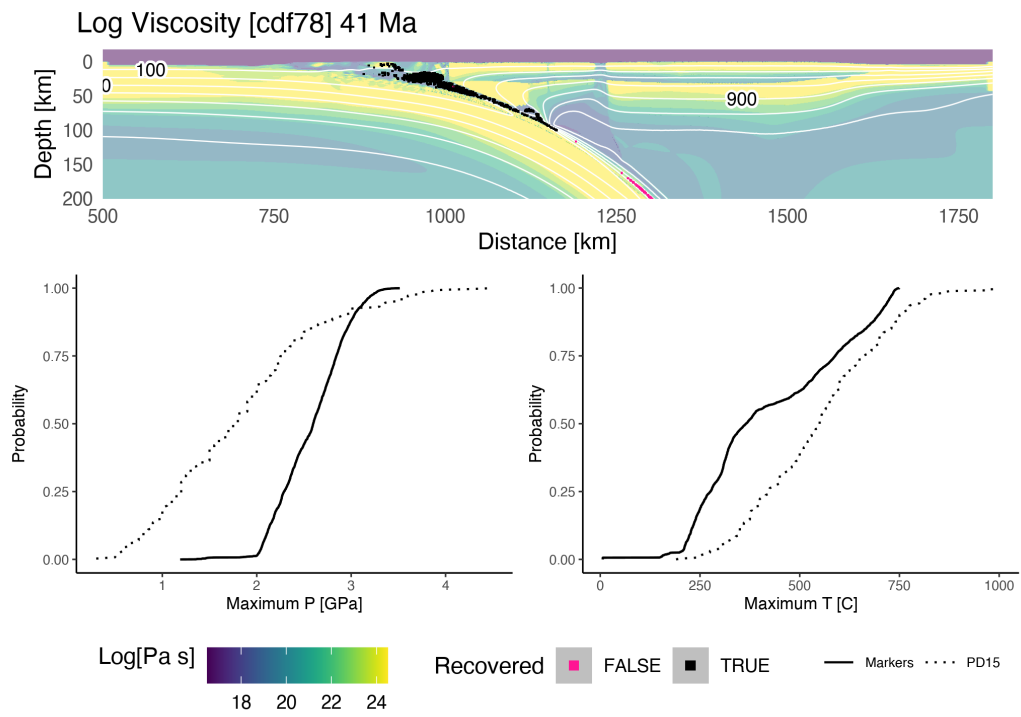 Log Viscosity [cdf78] 41 Ma
Depth [km]
0
50
100
150
200
100
0
900
500
750
1000
1250
1500
1750
Distance [km]
Probability
1.00
0.75
0.50
0.25
0.00
1
2
3
4
Maximum P [GPa]
Probability
1.00
0.75
0.50
0.25
0.00
0
250
500
750
1000
Maximum T [C]
Log[Pa s]
18
20
22
24
Recovered
FALSE
TRUE
Markers
PD15